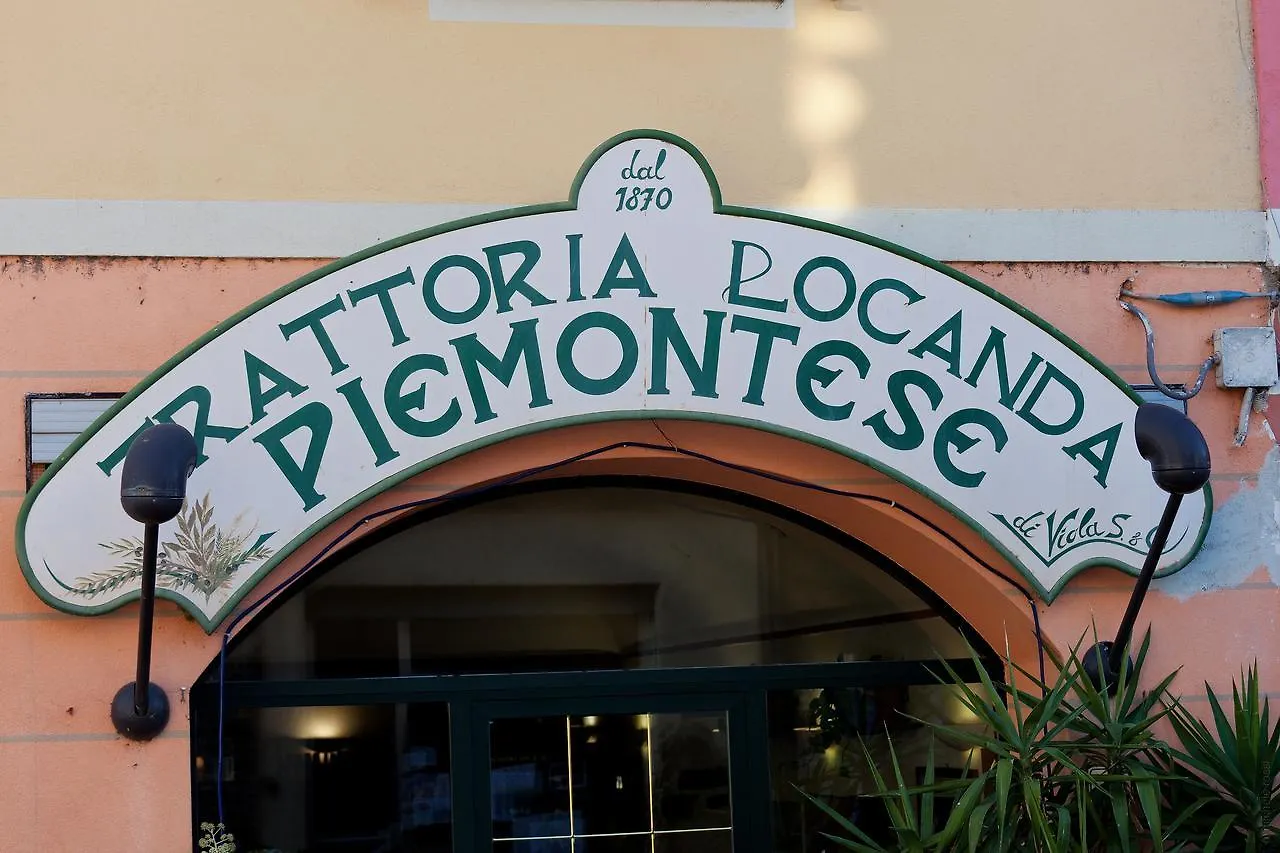 dal
1870
TRATTORIA LOCANDA
PIEMONTESE
di Viola S. &